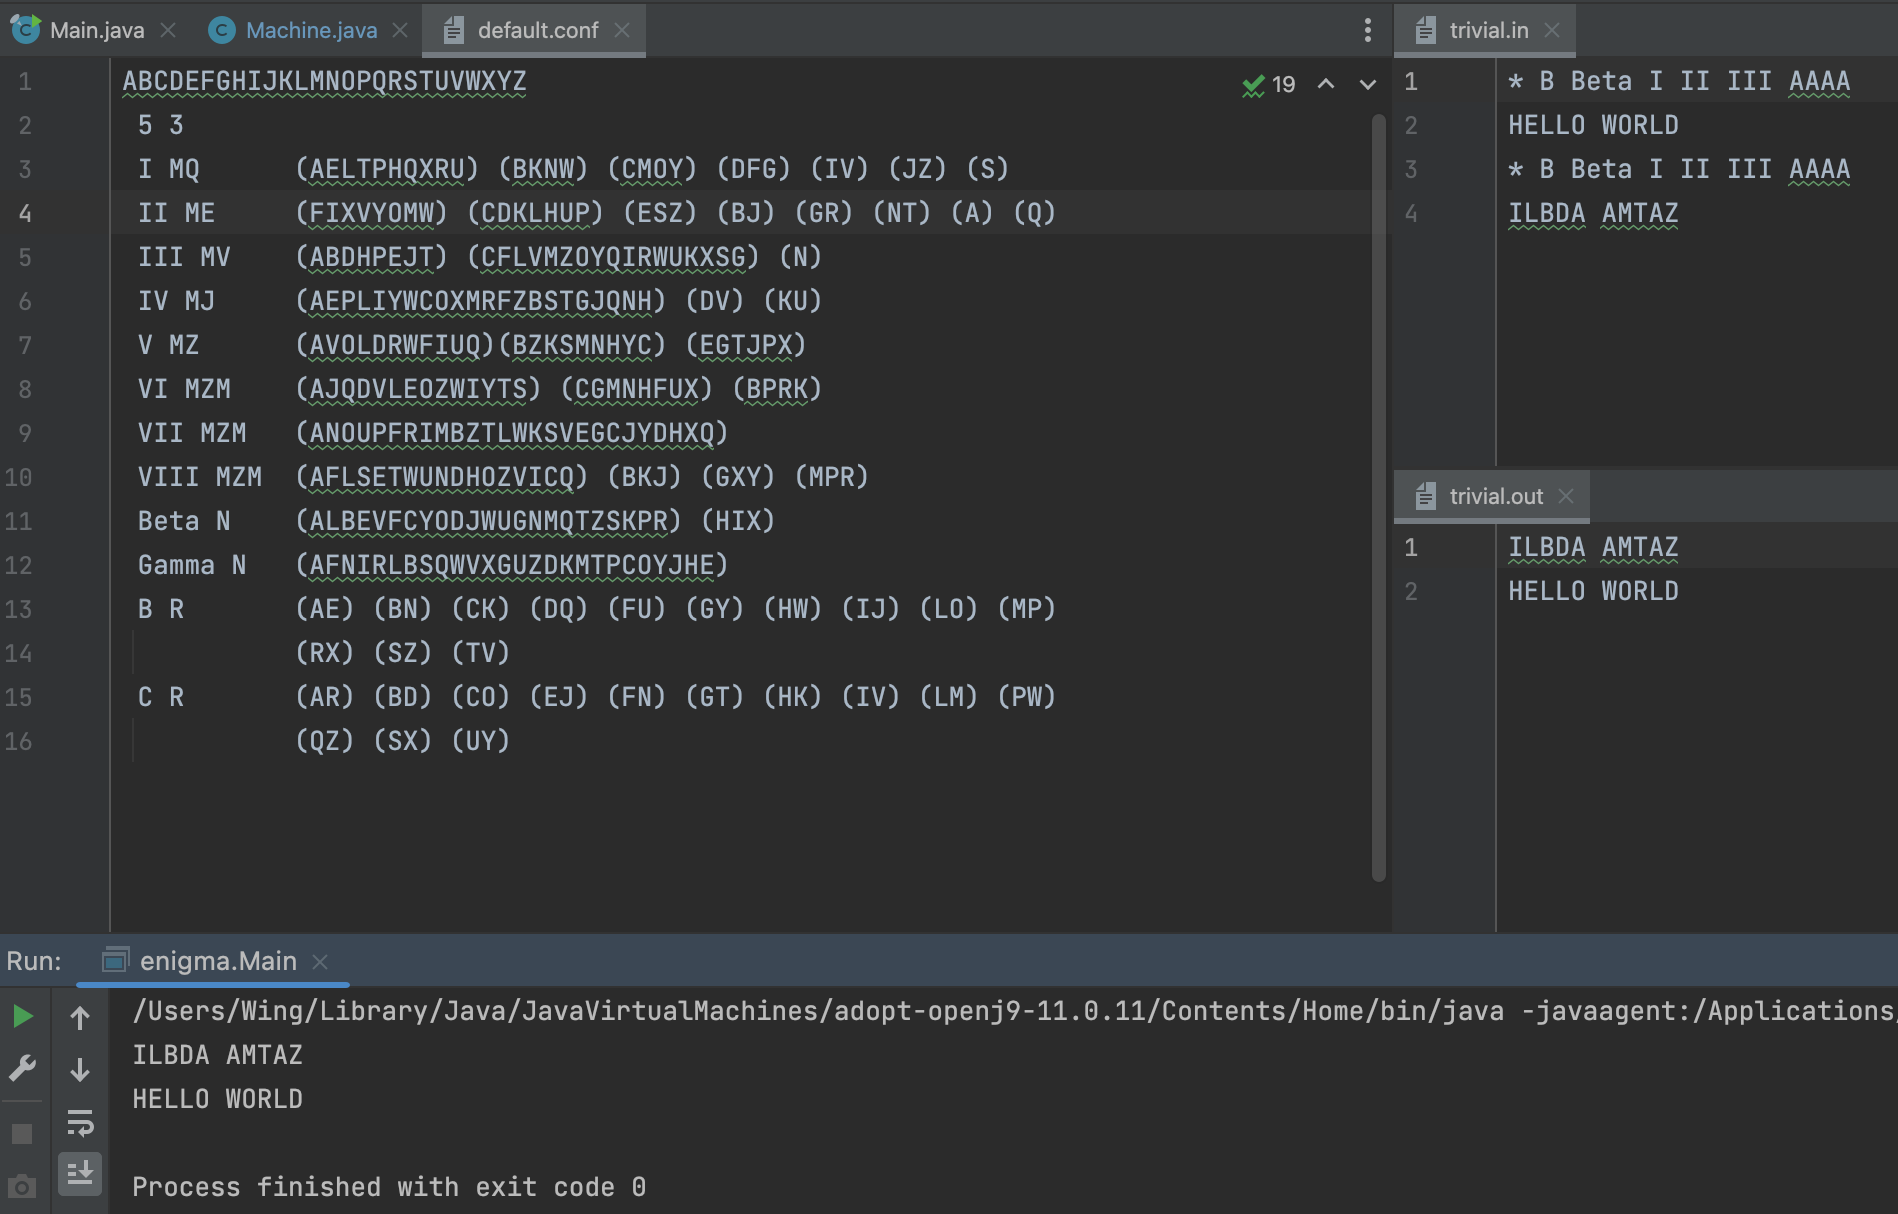 Main.java
Machine.java
default.conf
1 ABCDEFGHIJKLMNOPQRSTUVWXYZ
19
2 5 3
3 I MQ (AELTPHQXRU) (BKNW) (CMOY) (DFG) (IV) (JZ) (S)
4 II ME (FIXVYOMW) (CDKLHUP) (ESZ) (BJ) (GR) (NT) (A) (Q)
5 III MV (ABDHPEJT) (CFLVMZOYQIRWUKXSG) (N)
6 IV MJ (AEPLIYWCOXMRFZBSTGJQNH) (DV) (KU)
7 V MZ (AVOLDRWFIUQ)(BZKSMNHYC) (EGTJPX)
8 VI MZM (AJQDVLEOZWIYTS) (CGMNHFUX) (BPRK)
9 VII MZM (ANOUPFRIMBZTLWKSVEGCJYDHXQ)
10 VIII MZM (AFLSETWUNDHOZVICQ) (BKJ) (GXY) (MPR)
11 Beta N (ALBEVFCYODJWUGNMQTZSKPR) (HIX)
12 Gamma N (AFNIRLBSQWVXGUZDKMTPCOYJHE)
13 B R (AE) (BN) (CK) (DQ) (FU) (GY) (HW) (IJ) (LO) (MP)
14 (RX) (SZ) (TV)
15 C R (AR) (BD) (CO) (EJ) (FN) (GT) (HK) (IV) (LM) (PW)
16 (QZ) (SX) (UY)
trivial.in
1 * B Beta I II III AAAA
2 HELLO WORLD
3 * B Beta I II III AAAA
4 ILBDA AMTAZ
trivial.out
1 ILBDA AMTAZ
2 HELLO WORLD
Run: enigma.Main
/Users/Wing/Library/Java/JavaVirtualMachines/adopt-openj9-11.0.11/Contents/Home/bin/java -javaagent:/Applications/
ILBDA AMTAZ
HELLO WORLD
Process finished with exit code 0